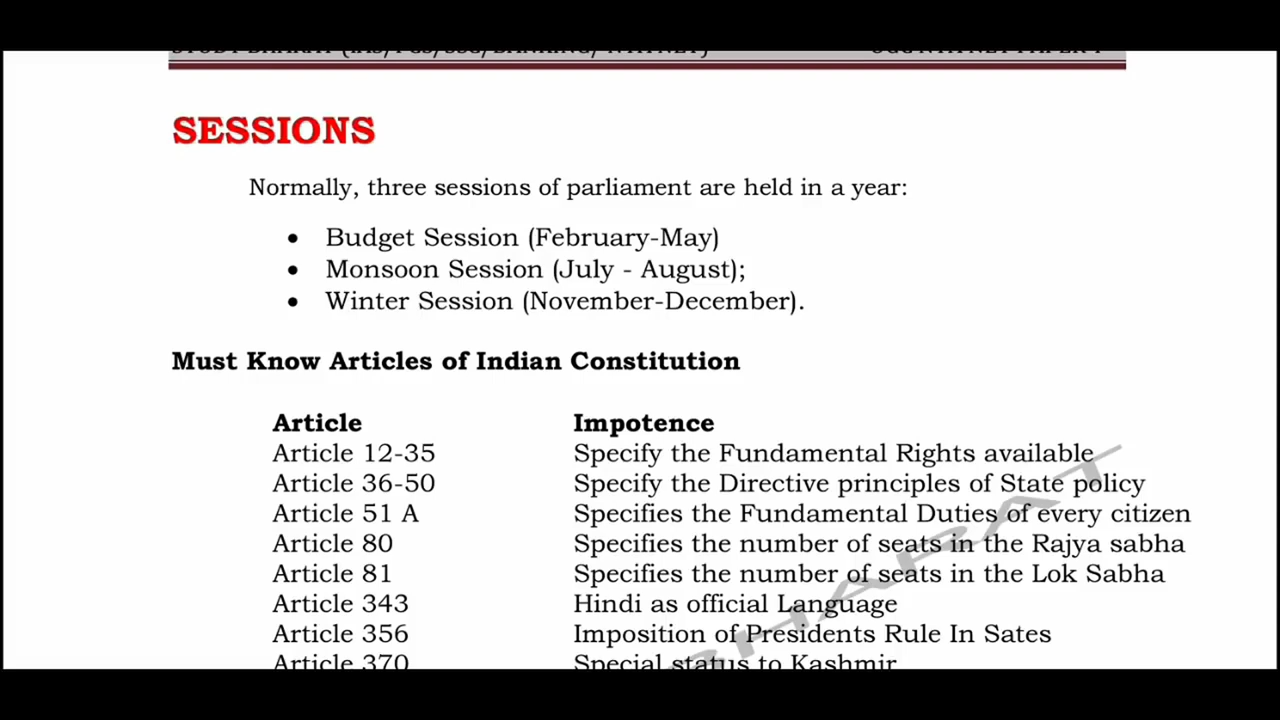 SESSIONS
Normally, three sessions of parliament are held in a year:
• Budget Session (February-May)
• Monsoon Session (July - August);
• Winter Session (November-December).
Must Know Articles of Indian Constitution
Article Impotence
Article 12-35 Specify the Fundamental Rights available
Article 36-50 Specify the Directive principles of State policy
Article 51 A Specifies the Fundamental Duties of every citizen
Article 80 Specifies the number of seats in the Rajya sabha
Article 81 Specifies the number of seats in the Lok Sabha
Article 343 Hindi as official Language
Article 356 Imposition of Presidents Rule In Sates
Article 370 Special status to Kashmir